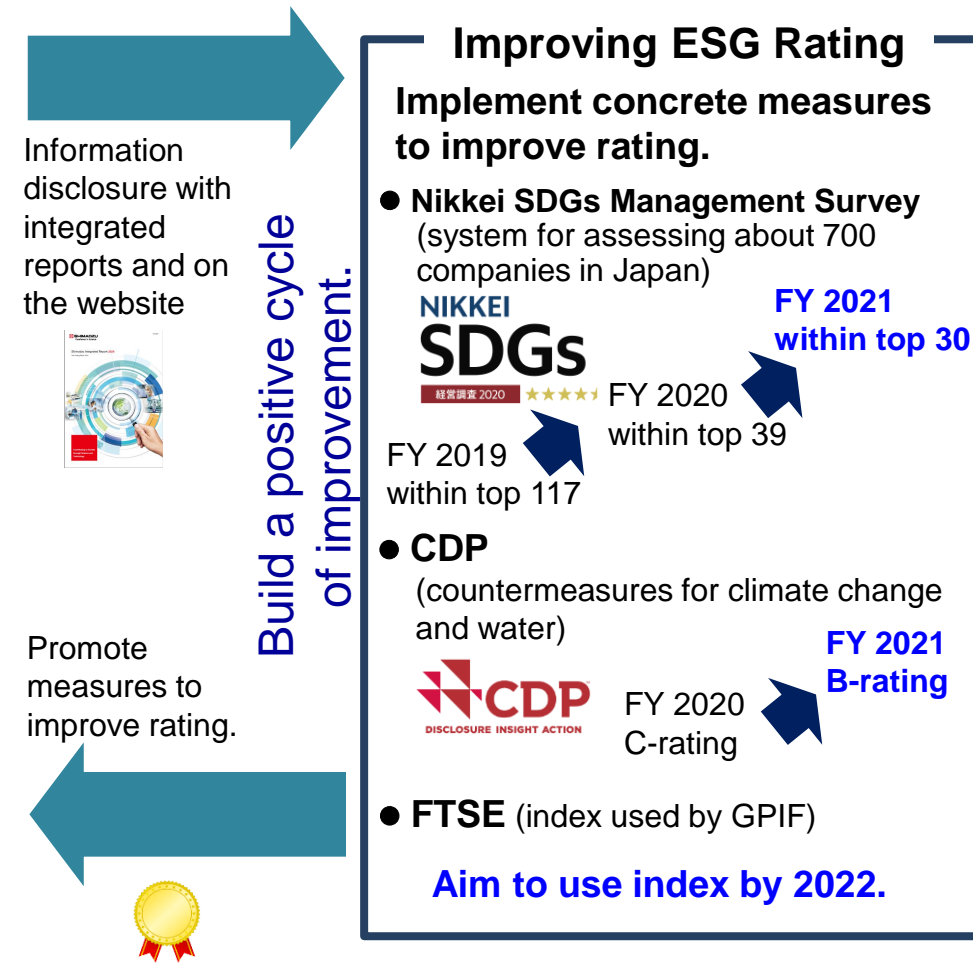 Information
disclosure with
integrated
reports and on
the website
SHIMADZU
Build a positive cycle
of improvement.
Promote
measures to
improve rating.
Improving ESG Rating
Implement concrete measures
to improve rating.
● Nikkei SDGs Management Survey
(system for assessing about 700
companies in Japan)
NIKKEI
SDGs
経営調査 2020 ★★★★
FY 2019
within top 117
FY 2020
within top 39
FY 2021
within top 30
● CDP
(countermeasures for climate change
and water)
CDP
DISCLOSURE INSIGHT ACTION
FY 2020
C-rating
FY 2021
B-rating
● FTSE (index used by GPIF)
Aim to use index by 2022.